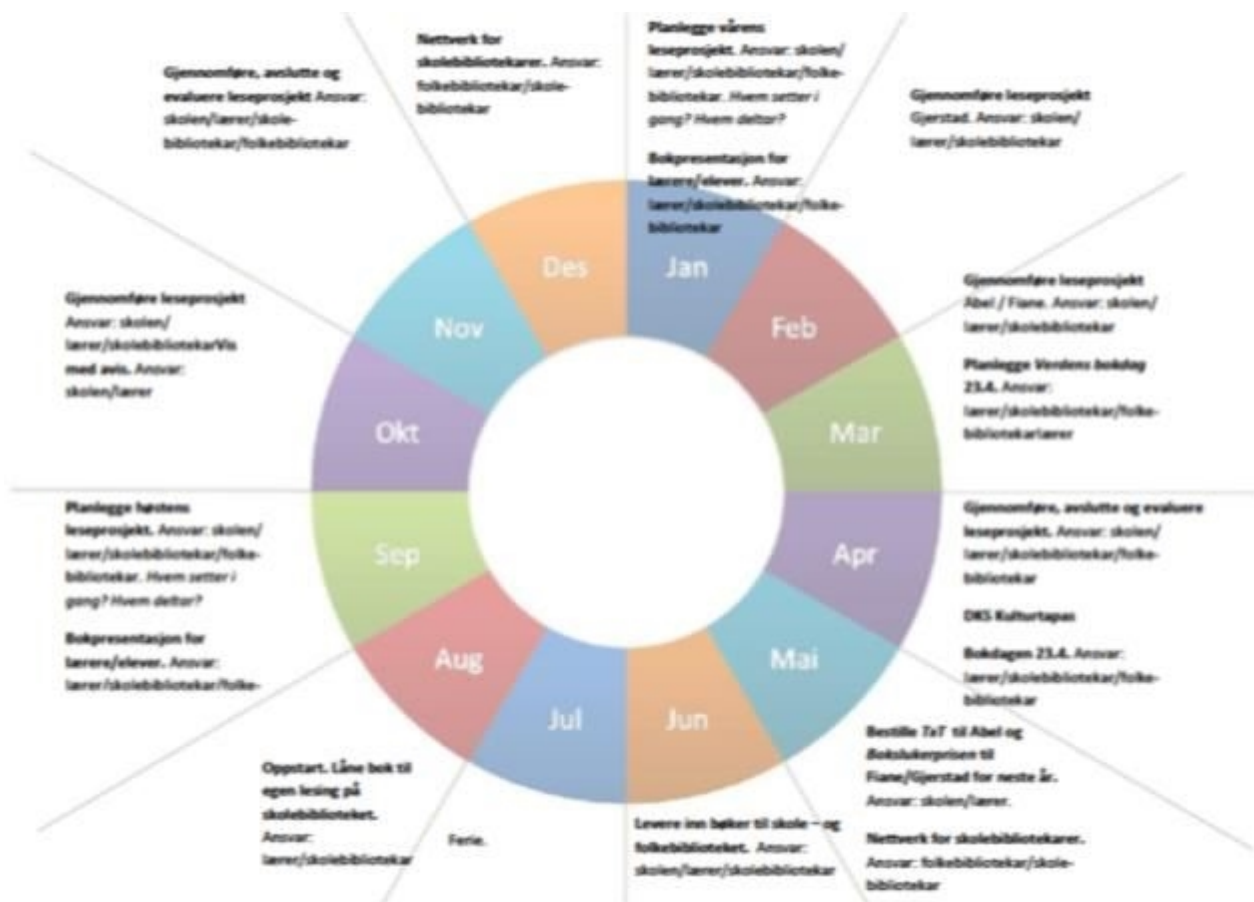 Planlegge vårens
leseprosjekt. Ansvar: skolen/
lærer/skolebibliotekar/folke-
bibliotekar. Hvem setter i
gang? Hvem deltar?
Bokpresentasjon for
lærere/elever. Ansvar:
lærer/skolebibliotekar/folke-
bibliotekar
Gjennomføre leseprosjekt
Gjerstad. Ansvar: skolen/
lærer/skolebibliotekar
Gjennomføre leseprosjekt
Abel / Fiane. Ansvar: skolen/
lærer/skolebibliotekar
Planlegge Verdens bokdag
23.4. Ansvar:
lærer/skolebibliotekar/folke-
bibliotekarlærer
Gjennomføre, avslutte og evaluere
leseprosjekt. Ansvar: skolen/
lærer/skolebibliotekar/folke-
bibliotekar
DKS Kulturtapas
Bokdagen 23.4. Ansvar:
lærer/skolebibliotekar/folke-
bibliotekar
Bestille TxT til Abel og
Bokslukerprisen til
Fiane/Gjerstad for neste år.
Ansvar: skolen/lærer.
Nettverk for skolebibliotekarer.
Ansvar: folkebibliotekar/skole-
bibliotekar
Levere inn bøker til skole – og
folkebiblioteket. Ansvar:
skolen/lærer/skolebibliotekar
Ferie.
Oppstart. Låne bok til
egen lesing på
skolebiblioteket.
Ansvar:
lærer/skolebibliotekar
Planlegge høstens
leseprosjekt. Ansvar: skolen/
lærer/skolebibliotekar/folke-
bibliotekar. Hvem setter i
gang? Hvem deltar?
Bokpresentasjon for
lærere/elever. Ansvar:
lærer/skolebibliotekar/folke-
Gjennomføre leseprosjekt
Ansvar: skolen/
lærer/skolebibliotekarVis
med avis. Ansvar:
skolen/lærer
Gjennomføre, avslutte og
evaluere leseprosjekt Ansvar:
skolen/lærer/skole-
bibliotekar/folkebibliotekar
Nettverk for
skolebibliotekarer. Ansvar:
folkebibliotekar/skole-
bibliotekar
Jan
Feb
Mar
Apr
Mai
Jun
Jul
Aug
Sep
Okt
Nov
Des